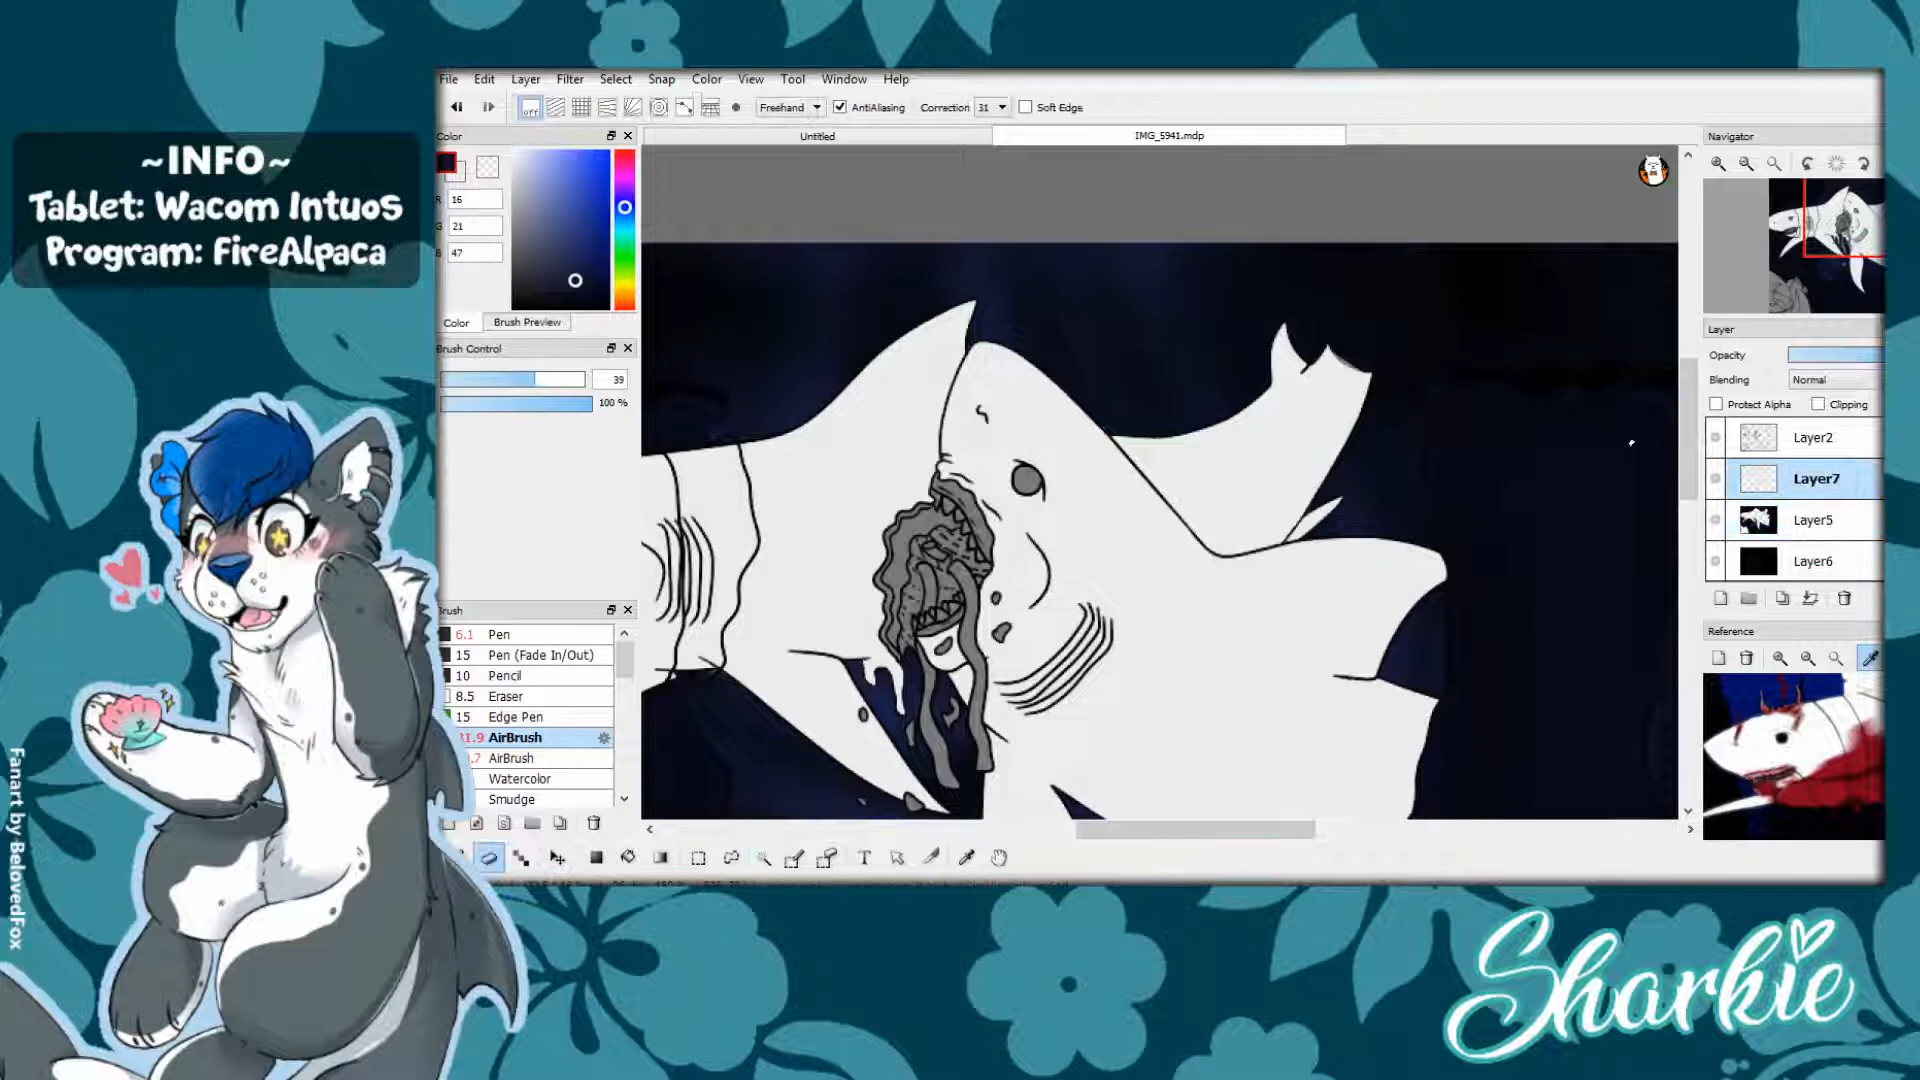 ~INFO~
Tablet: Wacom Intuos
Program: FireAlpaca
Fanart by BelovedFox
File Edit Layer Filter Select Snap Color View Tool Window Help
off Freehand AntiAliasing Correction 31 Soft Edge
Color
Untitled
IMG_5941.mdp
Navigator
R 16
G 21
47
Color Brush Preview
Brush Control
39
100 %
Brush
6.1 Pen
15 Pen (Fade In/Out)
10 Pencil
8.5 Eraser
15 Edge Pen
AirBrush
AirBrush
Watercolor
Smudge
T
Layer
Opacity
Blending Normal
Protect Alpha Clipping
Layer2
Layer7
Layer5
Layer6
Reference
Sharkie